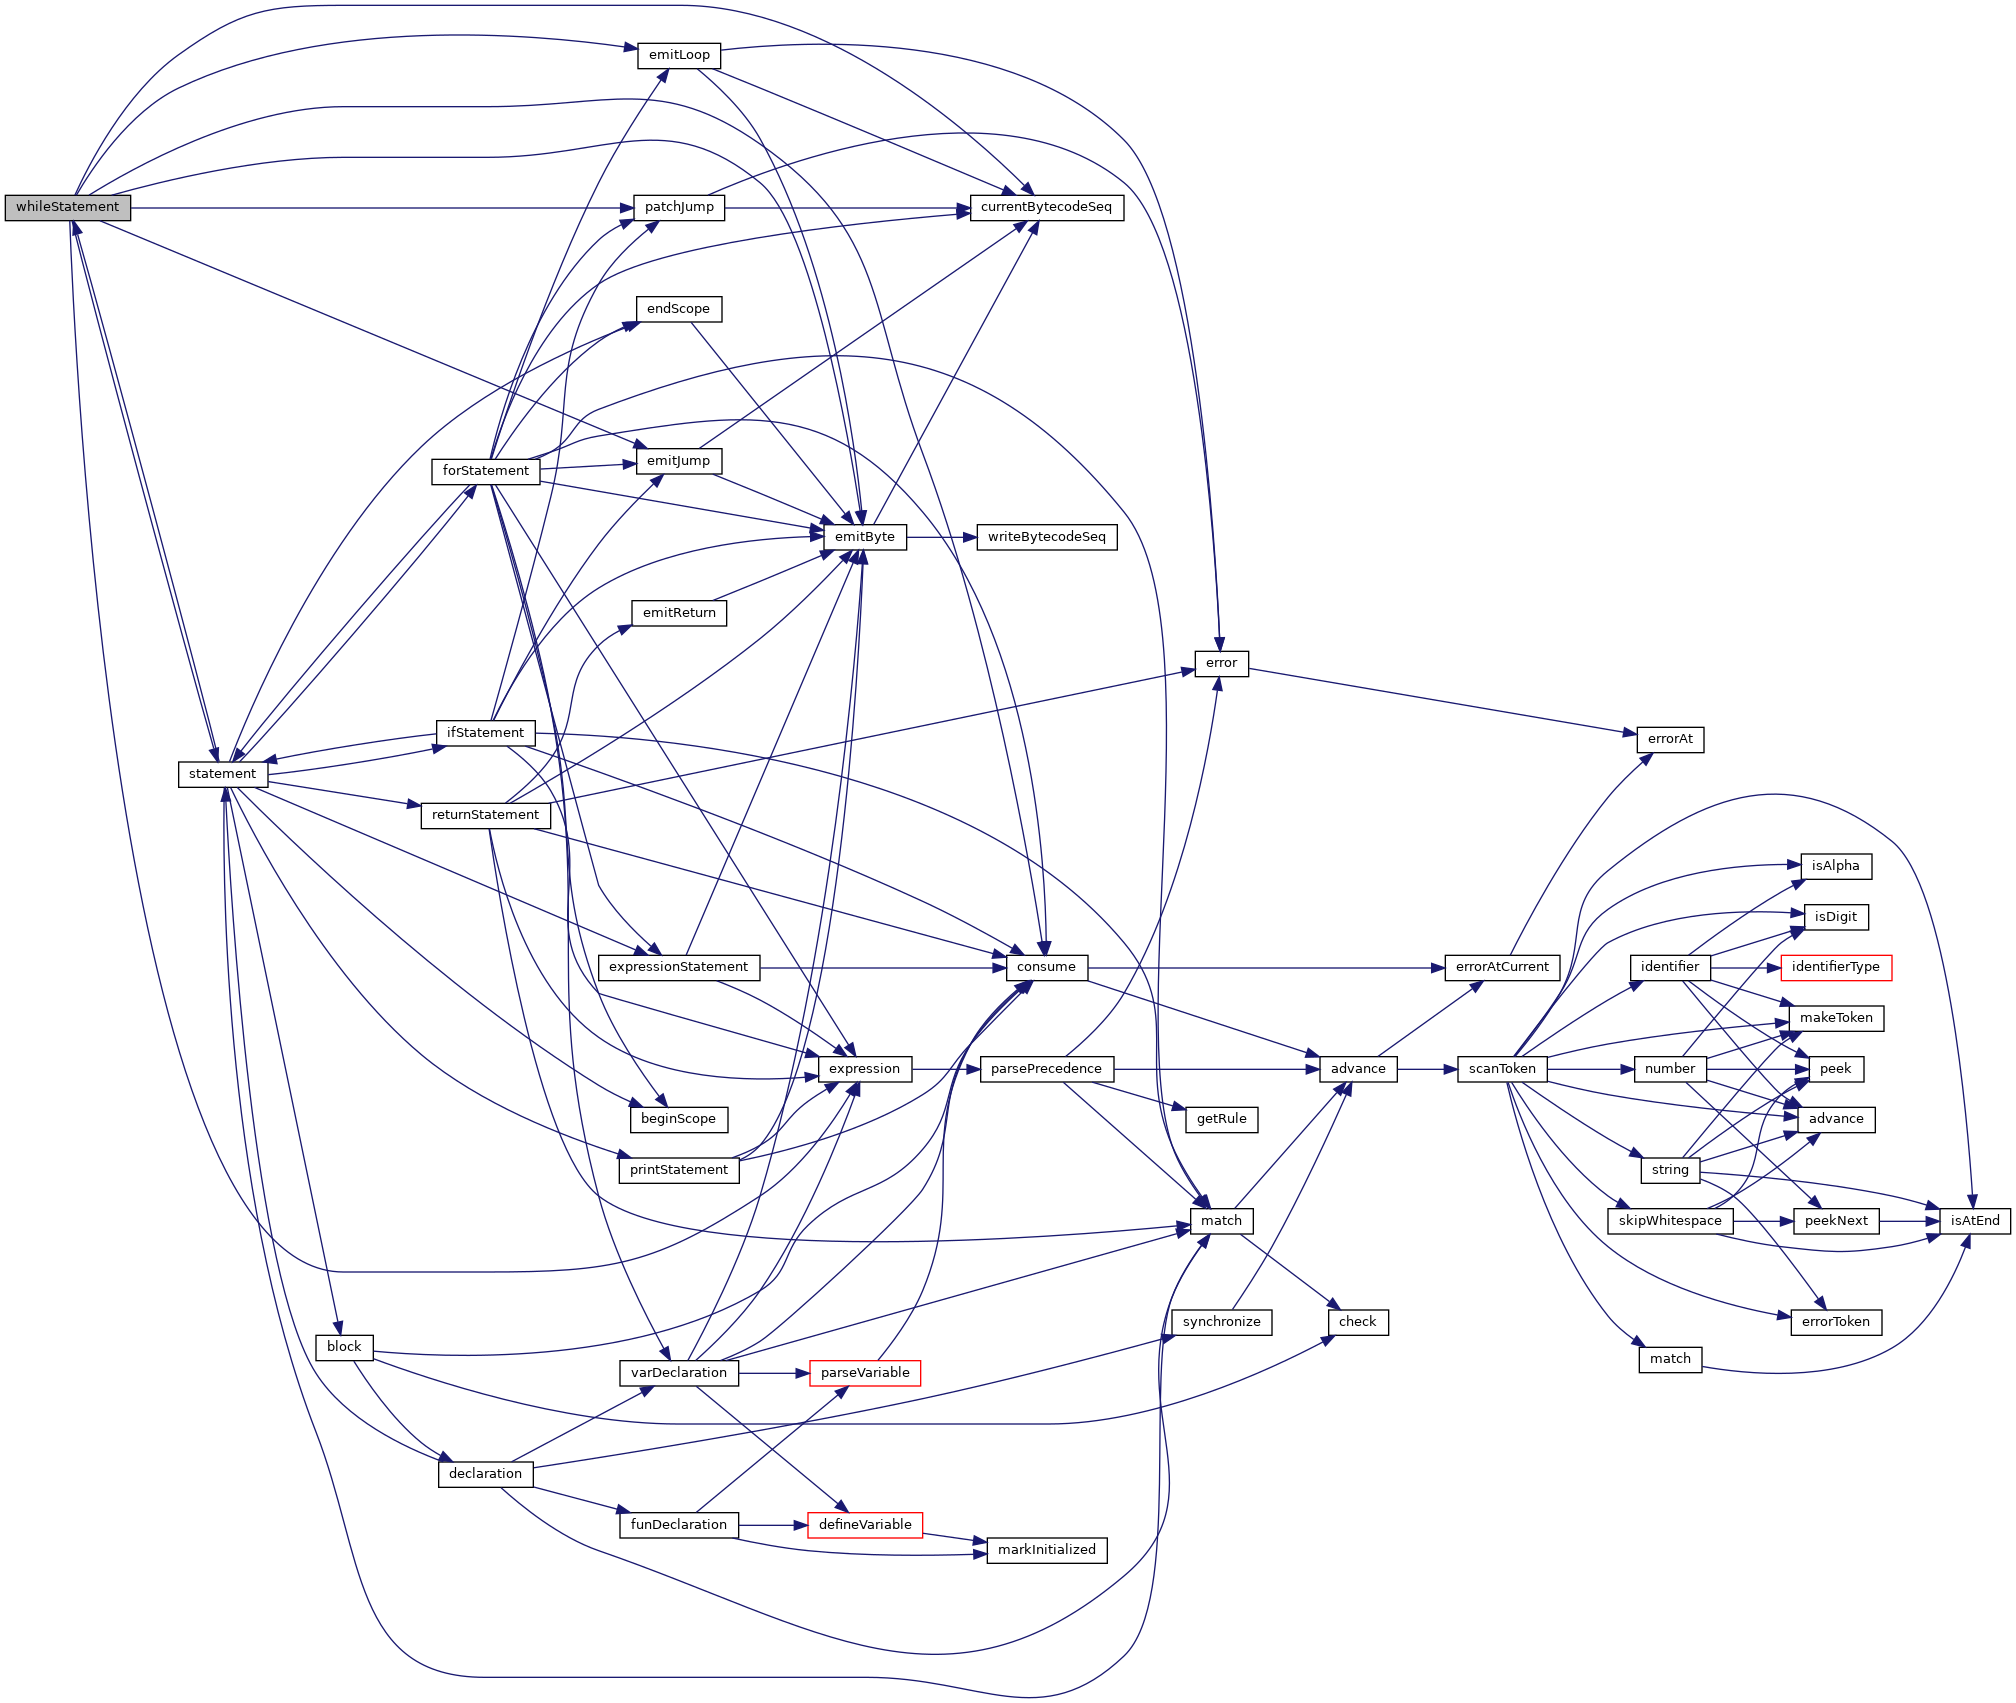 emitLoop
whileStatement
patchJump
currentBytecodeSeq
endScope
forStatement
emitJump
emitByte
writeBytecodeSeq
emitReturn
error
ifStatement
errorAt
statement
returnStatement
isAlpha
isDigit
expressionStatement
consume
errorAtCurrent
identifier
identifierType
makeToken
expression
parsePrecedence
advance
scanToken
number
peek
beginScope
getRule
advance
printStatement
string
match
skipWhitespace
peekNext
isAtEnd
synchronize
check
errorToken
block
match
varDeclaration
parseVariable
declaration
funDeclaration
defineVariable
markInitialized